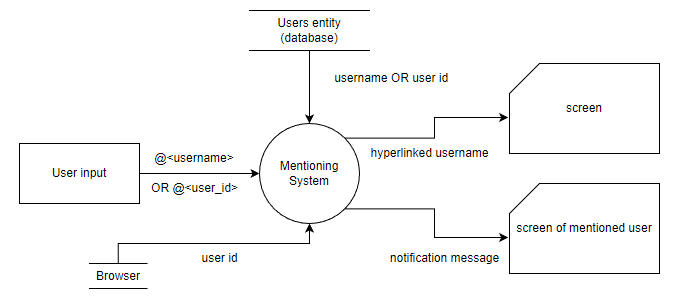 Users entity
(database)
username OR user id
screen
@<username>
hyperlinked username
User input
Mentioning
System
OR @<user_id>
screen of mentioned user
user id
notification message
Browser